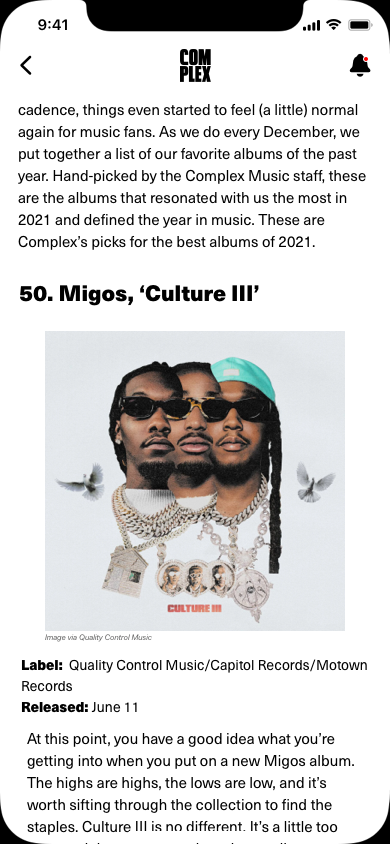 9:41
COM
PLEX
cadence, things even started to feel (a little) normal
again for music fans. As we do every December, we
put together a list of our favorite albums of the past
year. Hand-picked by the Complex Music staff, these
are the albums that resonated with us the most in
2021 and defined the year in music. These are
Complex’s picks for the best albums of 2021.
50. Migos, ‘Culture III’
CULTURE III
Image via Quality Control Music
Label: Quality Control Music/Capitol Records/Motown
Records
Released: June 11
At this point, you have a good idea what you’re
getting into when you put on a new Migos album.
The highs are highs, the lows are low, and it’s
worth sifting through the collection to find the
staples. Culture III is no different. It’s a little too